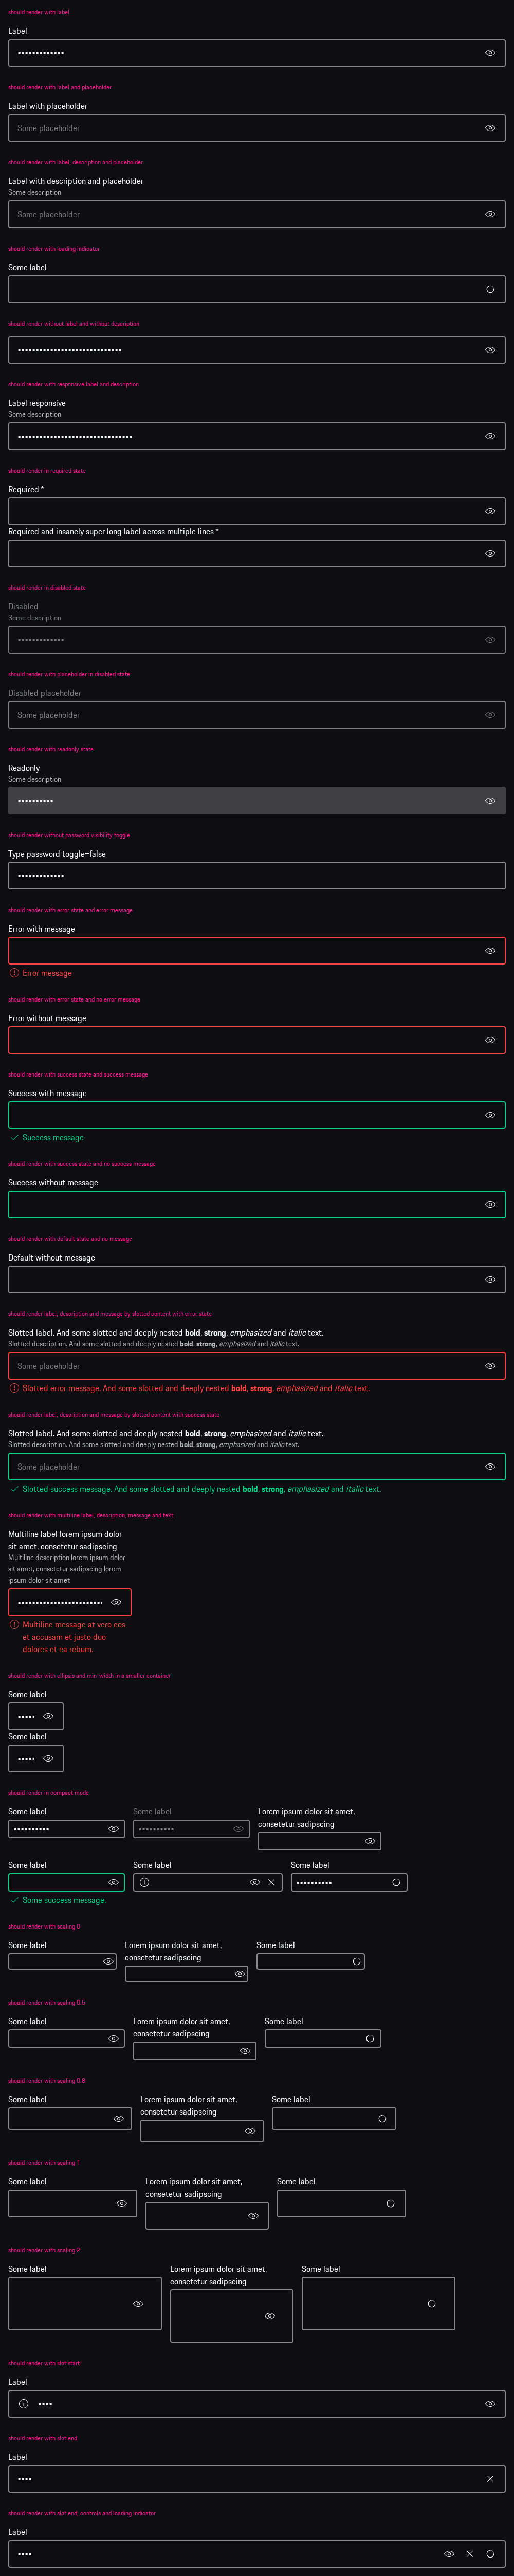 should render with label
Label
should render with label and placeholder
Label with placeholder
Some placeholder
should render with label, description and placeholder
Label with description and placeholder
Some description
Some placeholder
should render with loading indicator
Some label
should render without label and without description
should render with responsive label and description
Label responsive
Some description
should render in required state
Required *
Required and insanely super long label across multiple lines *
should render in disabled state
Disabled
Some description
should render with placeholder in disabled state
Disabled placeholder
Some placeholder
should render with readonly state
Readonly
Some description
should render without password visibility toggle
Type password toggle=false
should render with error state and error message
Error with message
Error message
should render with error state and no error message
Error without message
should render with success state and success message
Success with message
Success message
should render with success state and no success message
Success without message
should render with default state and no message
Default without message
should render label, description and message by slotted content with error state
Slotted label. And some slotted and deeply nested bold, strong, emphasized and italic text.
Slotted description. And some slotted and deeply nested bold, strong, emphasized and italic text.
Some placeholder
Slotted error message. And some slotted and deeply nested bold, strong, emphasized and italic text.
should render label, description and message by slotted content with success state
Slotted label. And some slotted and deeply nested bold, strong, emphasized and italic text.
Slotted description. And some slotted and deeply nested bold, strong, emphasized and italic text.
Some placeholder
Slotted success message. And some slotted and deeply nested bold, strong, emphasized and italic text.
should render with multiline label, description, message and text
Multiline label lorem ipsum dolor
sit amet, consetetur sadipscing
Multiline description lorem ipsum dolor
sit amet, consetetur sadipscing lorem
ipsum dolor sit amet
Multiline message at vero eos
et accusam et justo duo
dolores et ea rebum.
should render with ellipsis and min-width in a smaller container
Some label
Some label
should render in compact mode
Some label
Some label
Lorem ipsum dolor sit amet,
consetetur sadipscing
Some label
Some success message.
Some label
Some label
should render with scaling 0
Some label
Lorem ipsum dolor sit amet,
consetetur sadipscing
Some label
should render with scaling 0.5
Some label
Lorem ipsum dolor sit amet,
consetetur sadipscing
Some label
should render with scaling 0.8
Some label
Lorem ipsum dolor sit amet,
consetetur sadipscing
Some label
should render with scaling 1
Some label
Lorem ipsum dolor sit amet,
consetetur sadipscing
Some label
should render with scaling 2
Some label
Lorem ipsum dolor sit amet,
consetetur sadipscing
Some label
should render with slot start
Label
should render with slot end
Label
should render with slot end, controls and loading indicator
Label